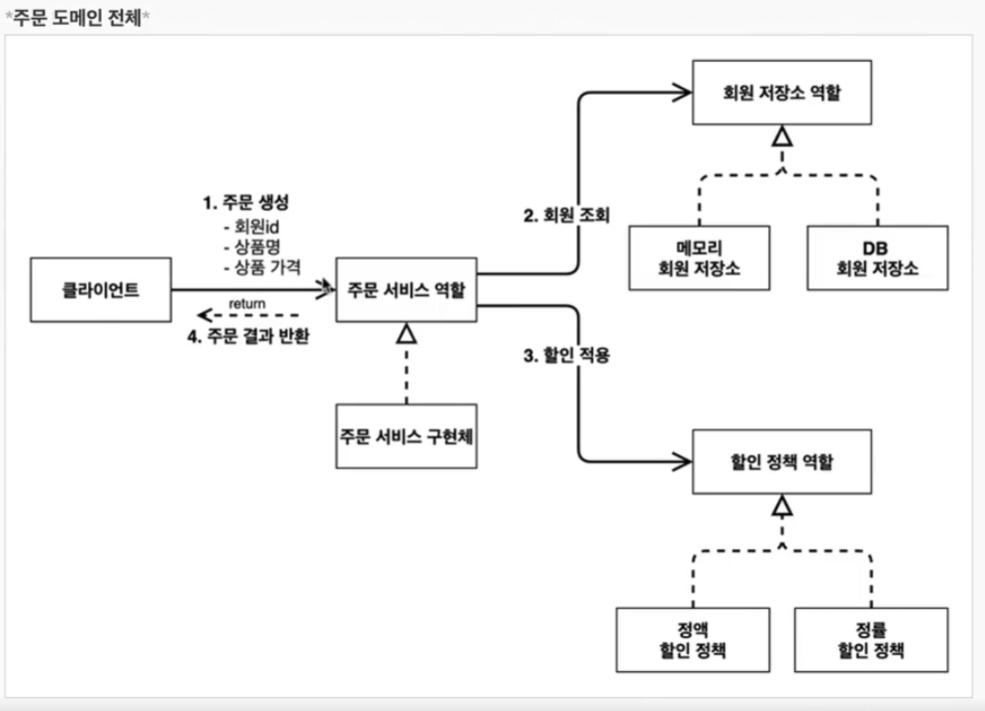 *주문 도메인 전체*
회원 저장소 역할
1. 주문 생성
- 회원id
- 상품명
- 상품 가격
2. 회원 조회
메모리
회원 저장소
DB
회원 저장소
클라이언트
주문 서비스 역할
return
4. 주문 결과 반환
3. 할인 적용
주문 서비스 구현체
할인 정책 역할
정액
할인 정책
정률
할인 정책